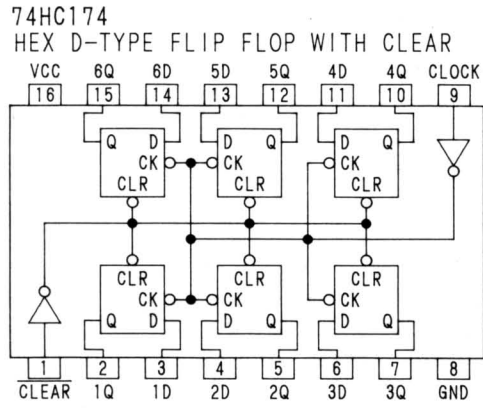 74HC174
HEX D-TYPE FLIP FLOP WITH CLEAR
VCC 6Q 6D 5D 5Q 4D 4Q CLOCK
16 15 14 13 12 11 10 9
Q D D Q D Q
CK CK CK
CLR CLR CLR
CLR CLR CLR
CK CK CK
Q D D Q D Q
1 2 3 4 5 6 7 8
CLEAR 1Q 1D 2D 2Q 3D 3Q GND